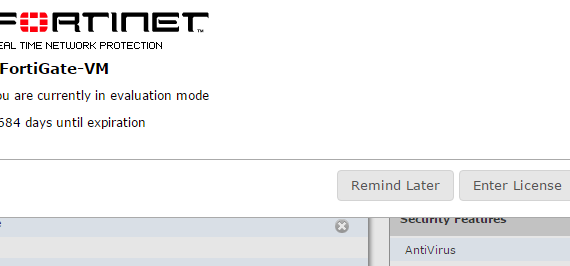 FORTINET
EAL TIME NETWORK PROTECTION
FortiGate-VM
ou are currently in evaluation mode
684 days until expiration
Remind Later
Enter License
Security Features
AntiVirus